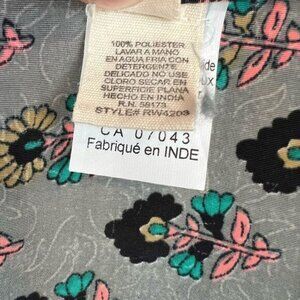 100% POLIESTER
LAVAR A MANO
EN AGUA FRIA CON
DETERGENTE
DELICADO NO USE
CLORO SECAR EN
SUPERFICIE PLANA
HECHO EN INDIA
R.N. 58173
STYLE# RW4203
CA 07043
Fabriqué en INDE